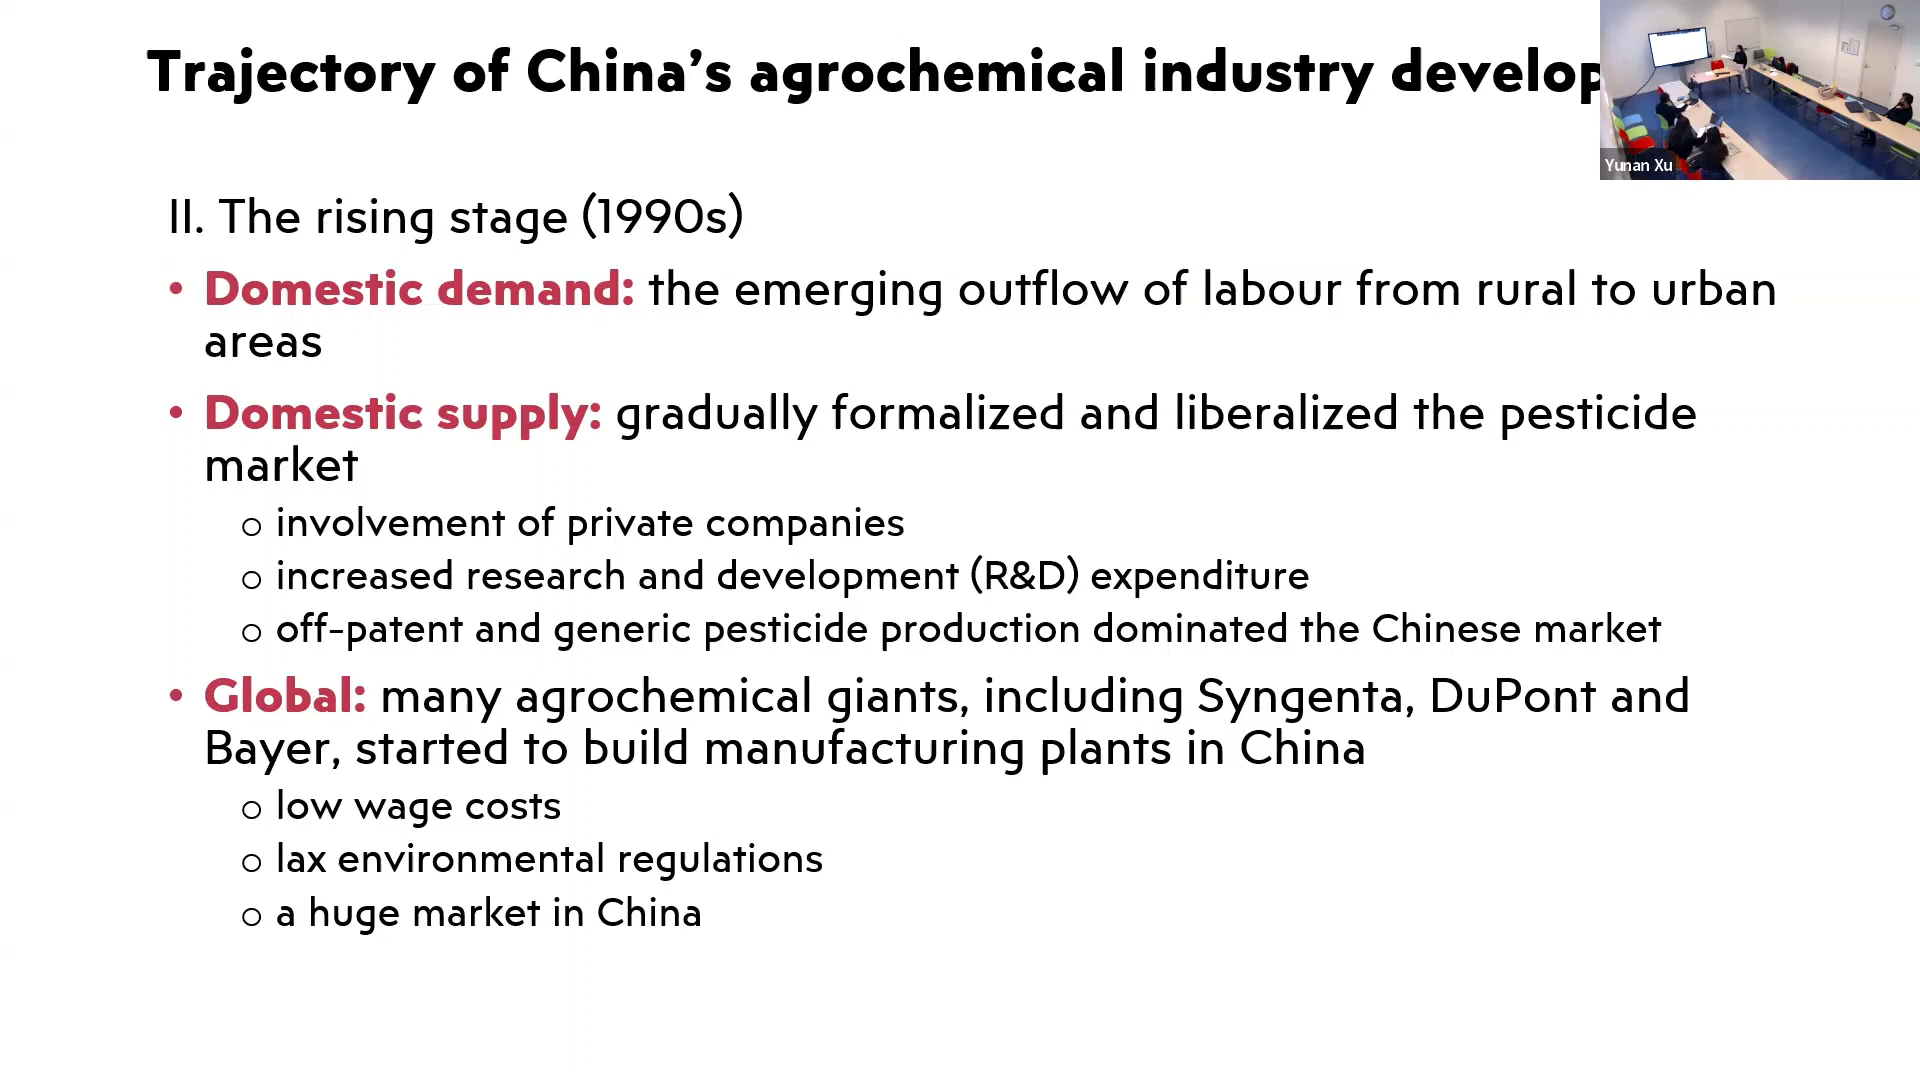 Trajectory of China’s agrochemical industry develop
Yunan Xu
II. The rising stage (1990s)
• Domestic demand: the emerging outflow of labour from rural to urban
areas
• Domestic supply: gradually formalized and liberalized the pesticide
market
o involvement of private companies
o increased research and development (R&D) expenditure
o off-patent and generic pesticide production dominated the Chinese market
• Global: many agrochemical giants, including Syngenta, DuPont and
Bayer, started to build manufacturing plants in China
o low wage costs
o lax environmental regulations
o a huge market in China